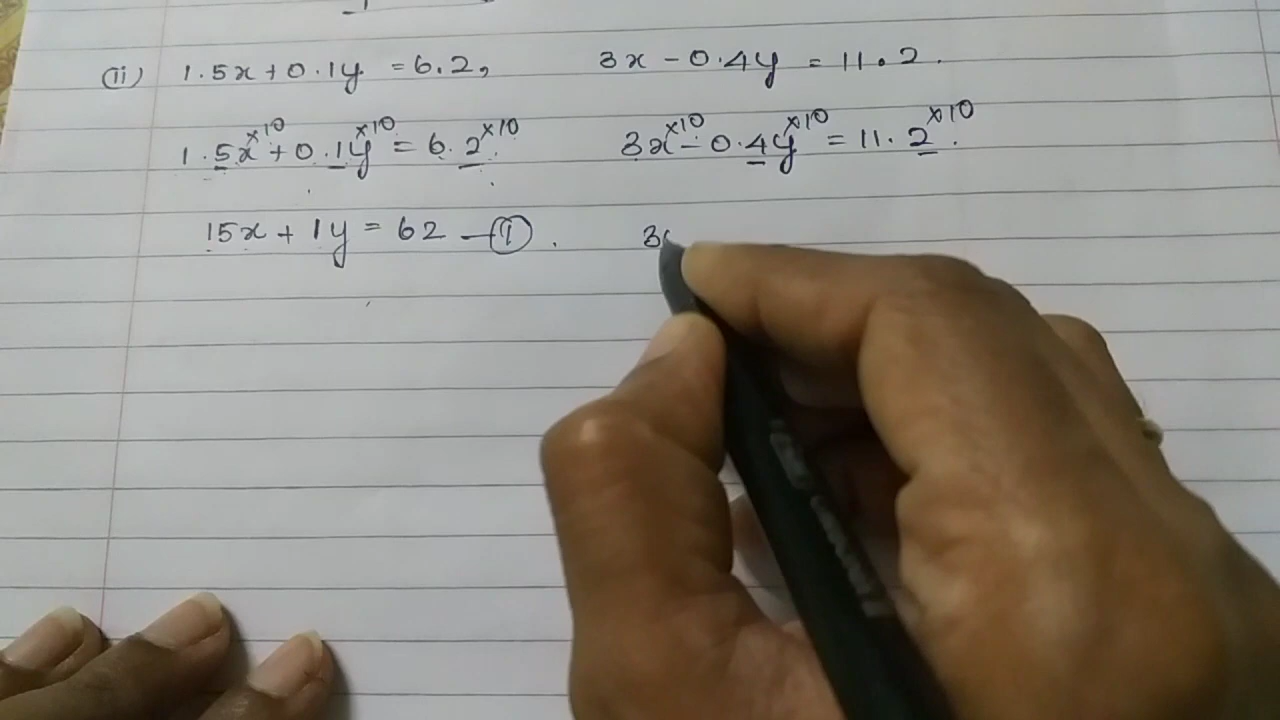 (ii) 1.5x + 0.1y = 6.2, 3x - 0.4y = 11.2.
1.5x ×10 + 0.1y ×10 = 6.2 ×10 3x ×10 - 0.4y ×10 = 11.2 ×10.
15x + 1y = 62 — ①. 3